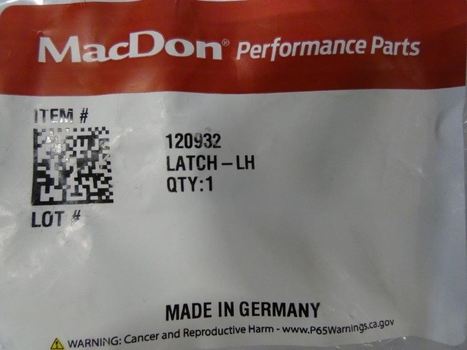 MacDon® Performance Parts
ITEM #
120932
LATCH-LH
QTY:1
LOT #
MADE IN GERMANY
WARNING: Cancer and Reproductive Harm - www.P65Warnings.ca.gov